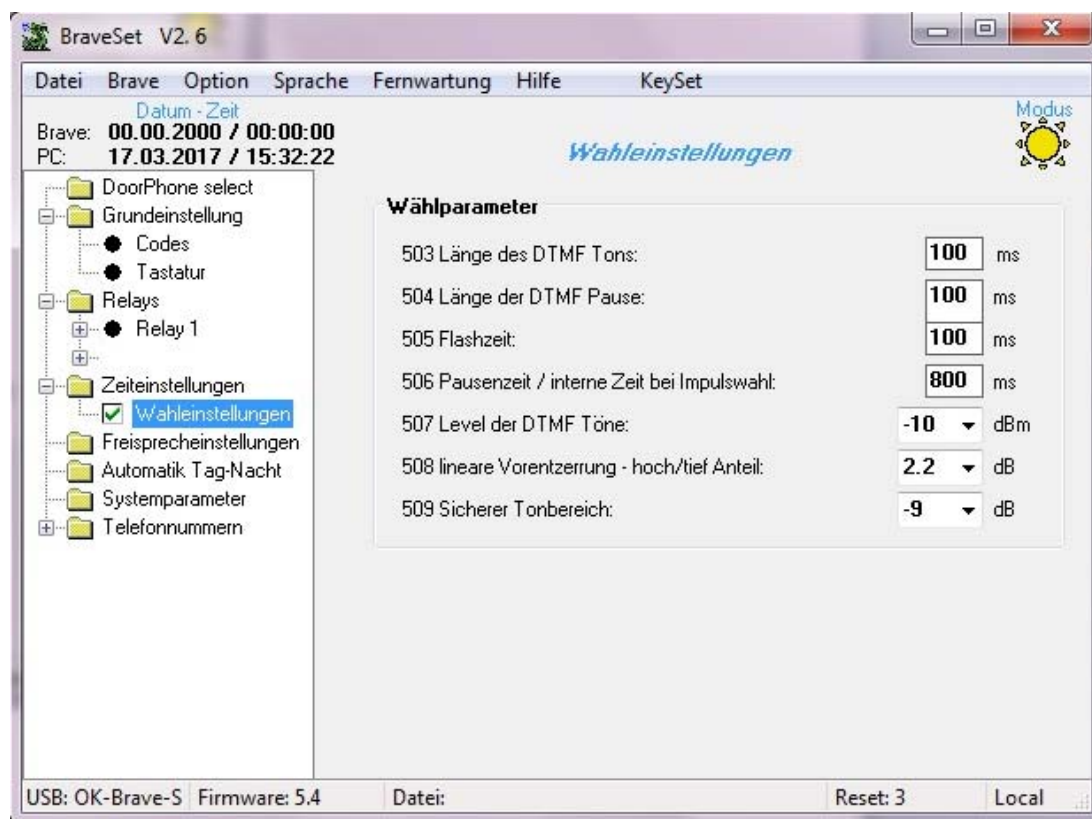 BraveSet V2. 6
Datei Brave Option Sprache Fernwartung Hilfe KeySet
Datum - Zeit
Brave: 00.00.2000 / 00:00:00
PC: 17.03.2017 / 15:32:22
Wahleinstellungen
Modus
DoorPhone select
Grundeinstellung
Codes
Tastatur
Relays
Relay 1
Zeiteinstellungen
Wahleinstellungen
Freisprecheinstellungen
Automatik Tag-Nacht
Systemparameter
Telefonnummern
Wählparameter
503 Länge des DTMF Tons: 100 ms
504 Länge der DTMF Pause: 100 ms
505 Flashzeit: 100 ms
506 Pausenzeit / interne Zeit bei Impulswahl: 800 ms
507 Level der DTMF Töne: -10 dBm
508 lineare Vorentzerrung - hoch/tief Anteil: 2.2 dB
509 Sicherer Tonbereich: -9 dB
USB: OK-Brave-S Firmware: 5.4 Datei: Reset: 3 Local